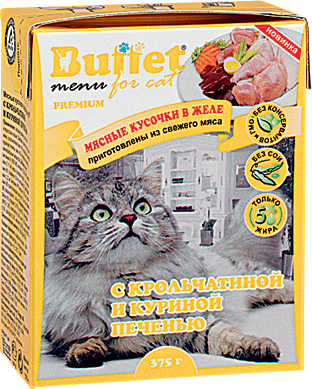 Buffet
menu for cat
PREMIUM
новинка
МЯСНЫЕ КУСОЧКИ В ЖЕЛЕ
приготовлены из свежего мяса
БЕЗ КОНСЕРВАНТОВ И ГМО
БЕЗ СОИ
ТОЛЬКО
5%
ЖИРА
С КРОЛЬЧАТИНОЙ
И КУРИНОЙ
ПЕЧЕНЬЮ
375 г